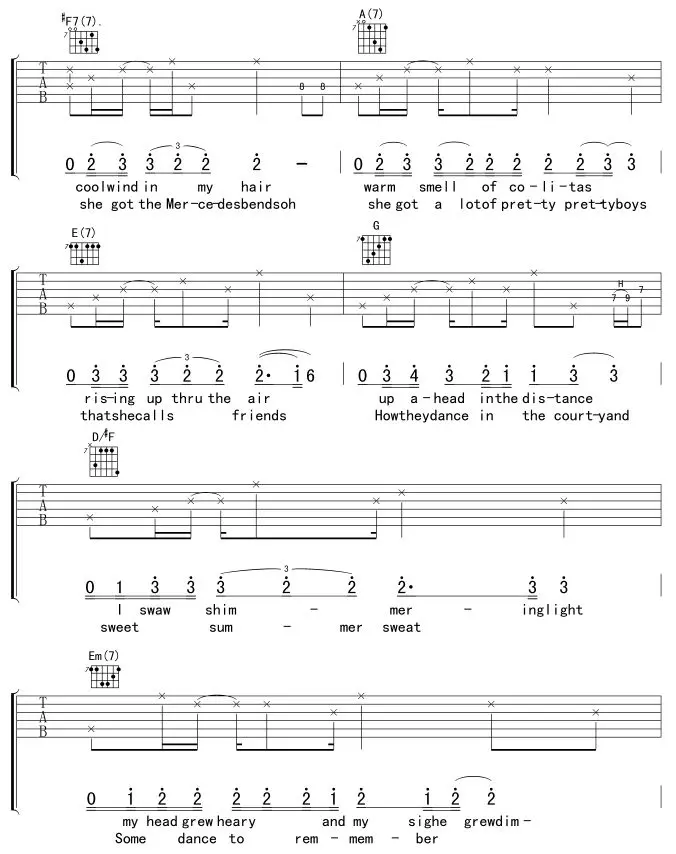 #F7(7). A(7)
7 7
T A B 0 0
0 2 3 3 2 2 2 – | 0 2 3 3 2 2 2 2 2 3 3
3
coolwind in my hair warm smell of co-li-tas
she got the Mer-ce-desbendsoh she got a lotof pret-ty pret-tyboys
E(7) G
7 7
T A B H 7 9 7
0 3 3 3 2 2 2· 1 6 | 0 3 4 3 2 1 1 3 3
3
ris-ing up thru the air up a-head inthe dis-tance
thatshecalls friends Howtheydance in the court-yand
D/#F
7
T A B
0 1 3 3 3 2 2 2· 3 3 |
3
I swaw shim - mer - inglight
sweet sum - mer sweat
Em(7)
7
T A B
0 1 2 2 2 2 2 1 2 1 2 2 |
my head grew heary and my sighe grewdim-
Some dance to rem - mem - ber